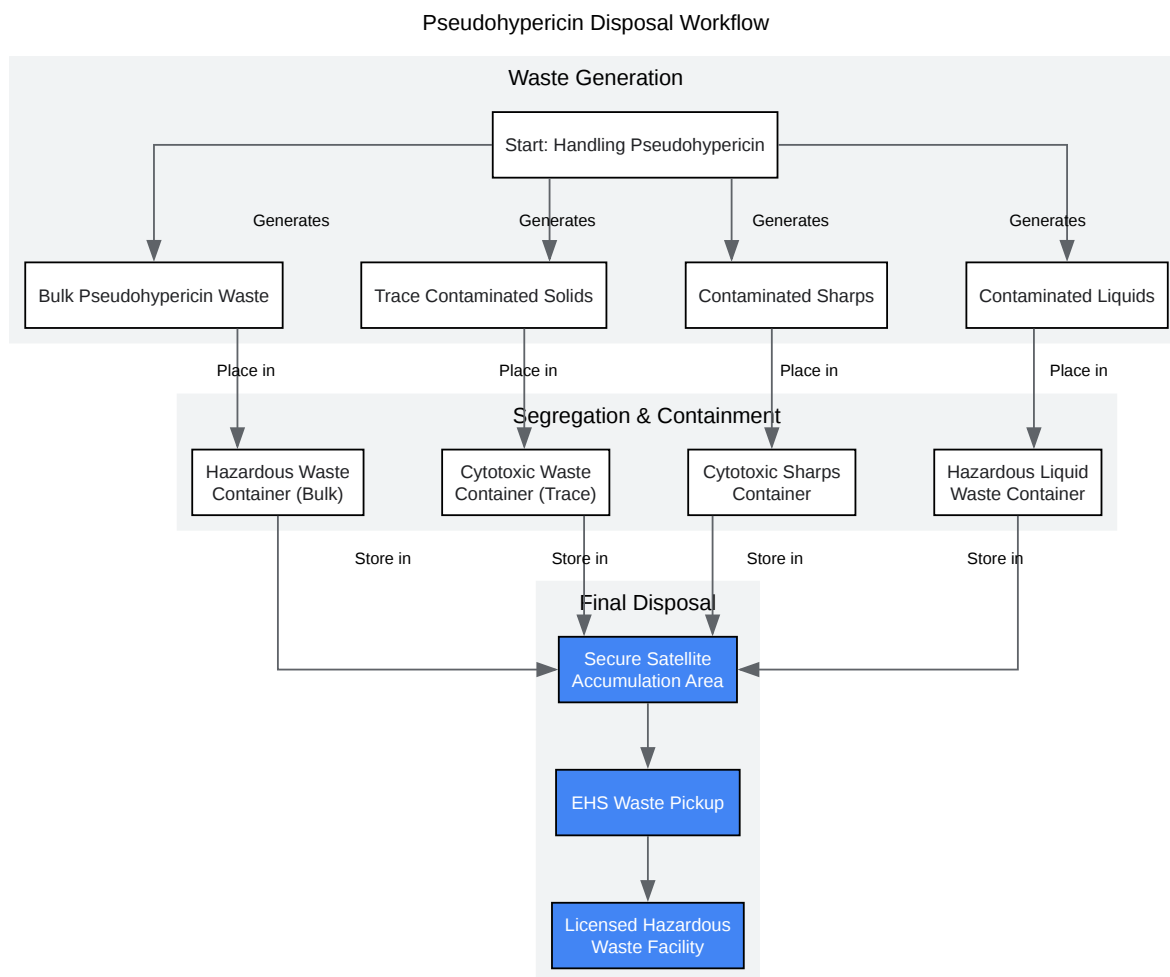 Pseudohypericin Disposal Workflow
Waste Generation
Start: Handling Pseudohypericin
Generates
Generates
Generates
Generates
Bulk Pseudohypericin Waste
Trace Contaminated Solids
Contaminated Sharps
Contaminated Liquids
Place in
Place in
Place in
Place in
Segregation & Containment
Hazardous Waste
Container (Bulk)
Cytotoxic Waste
Container (Trace)
Cytotoxic Sharps
Container
Hazardous Liquid
Waste Container
Store in
Store in
Store in
Store in
Final Disposal
Secure Satellite
Accumulation Area
EHS Waste Pickup
Licensed Hazardous
Waste Facility